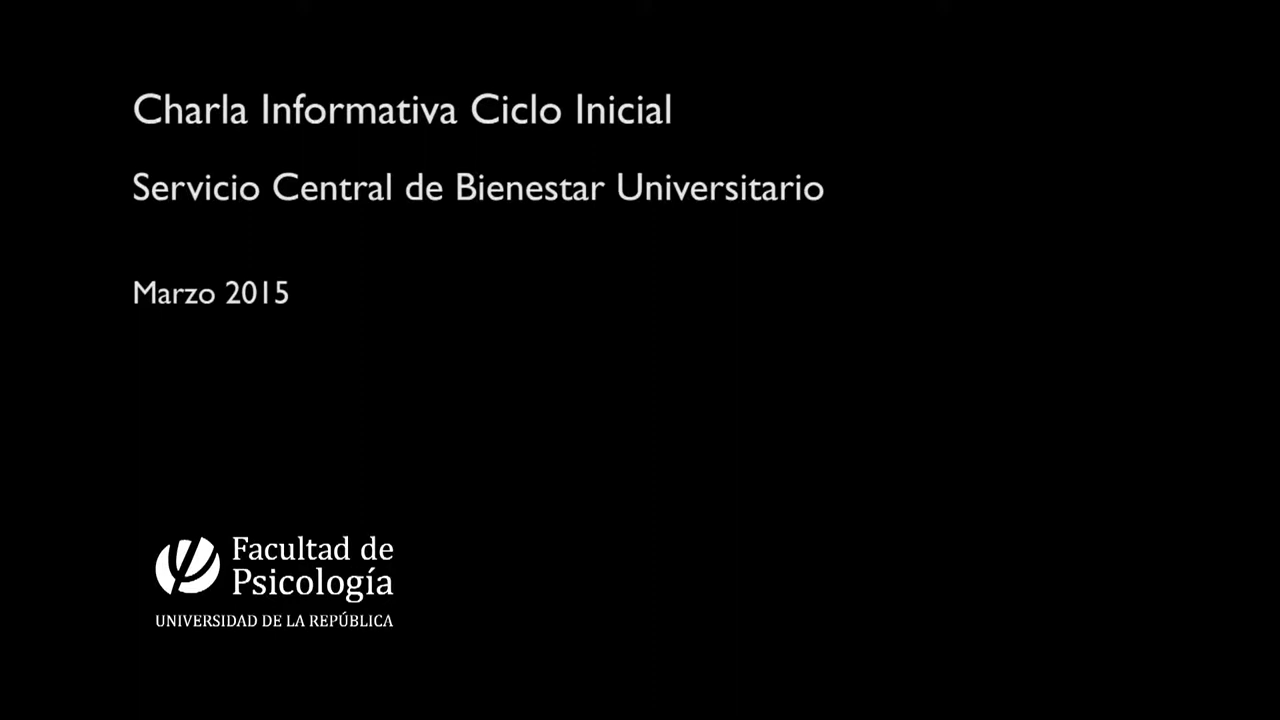 Charla Informativa Ciclo Inicial
Servicio Central de Bienestar Universitario
Marzo 2015
Facultad de
Psicología
UNIVERSIDAD DE LA REPÚBLICA